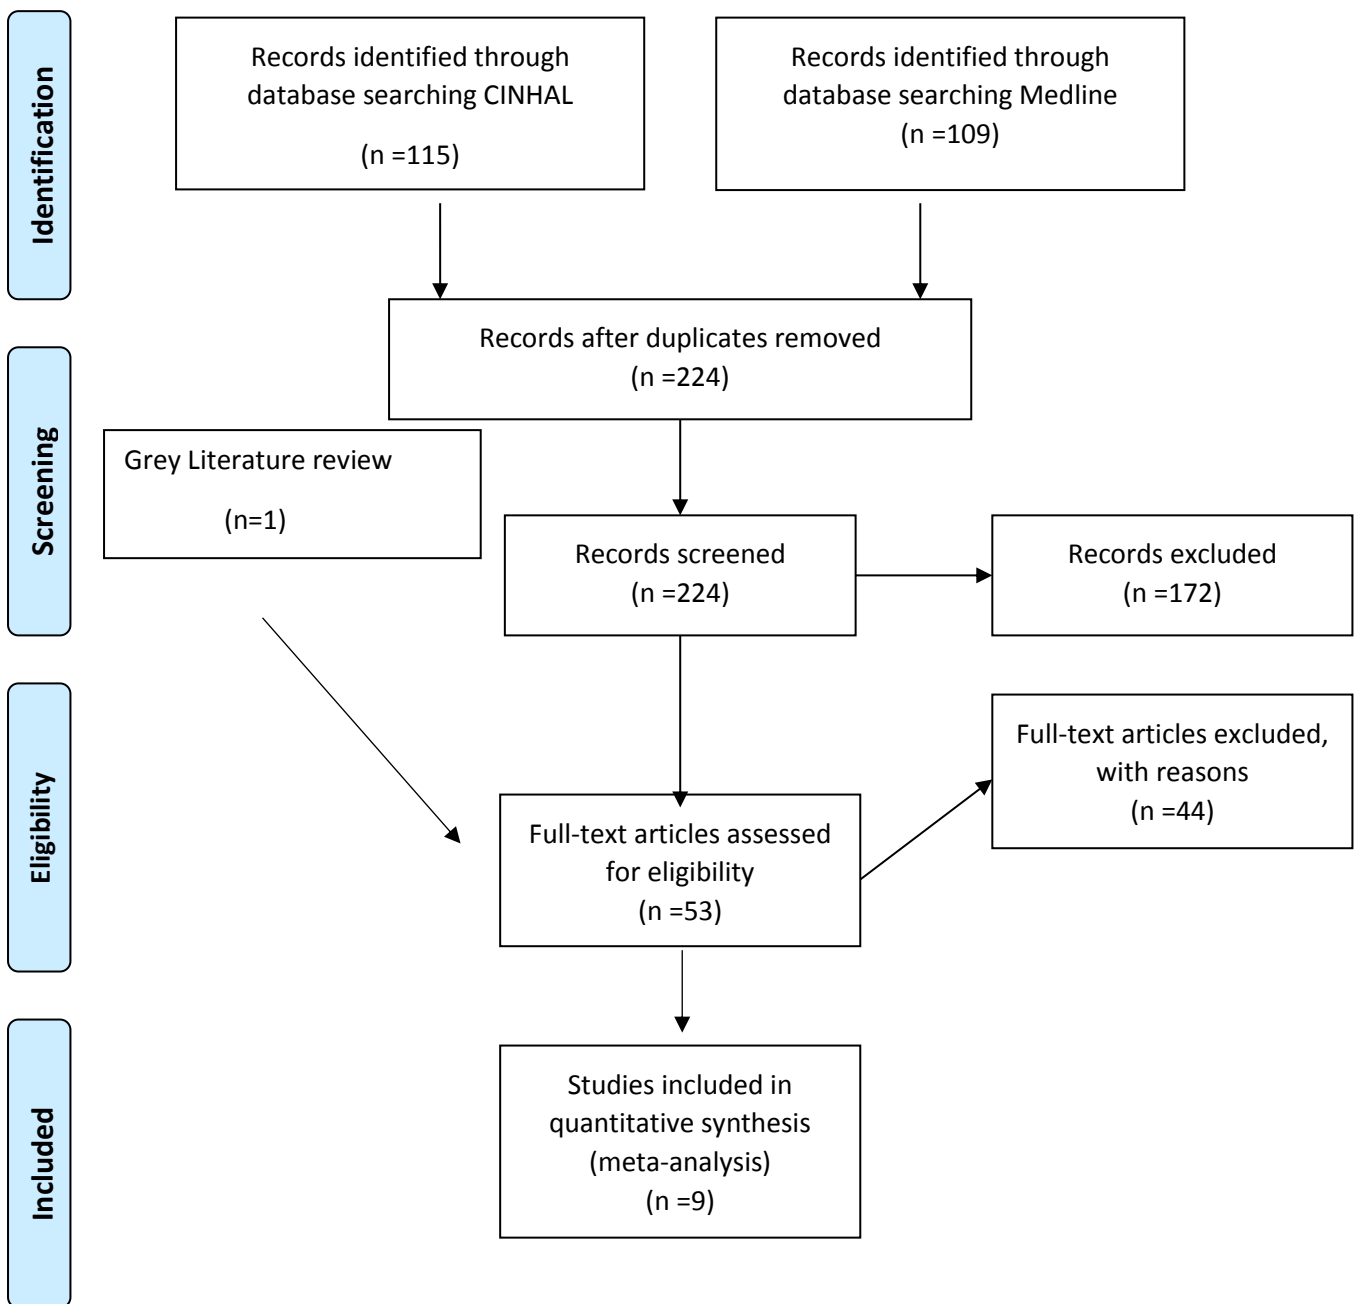 Identification
Records identified through
database searching CINHAL
(n =115)
Records identified through
database searching Medline
(n =109)
Records after duplicates removed
(n =224)
Screening
Grey Literature review
(n=1)
Records screened
(n =224)
Records excluded
(n =172)
Eligibility
Full-text articles assessed
for eligibility
(n =53)
Full-text articles excluded,
with reasons
(n =44)
Included
Studies included in
quantitative synthesis
(meta-analysis)
(n =9)